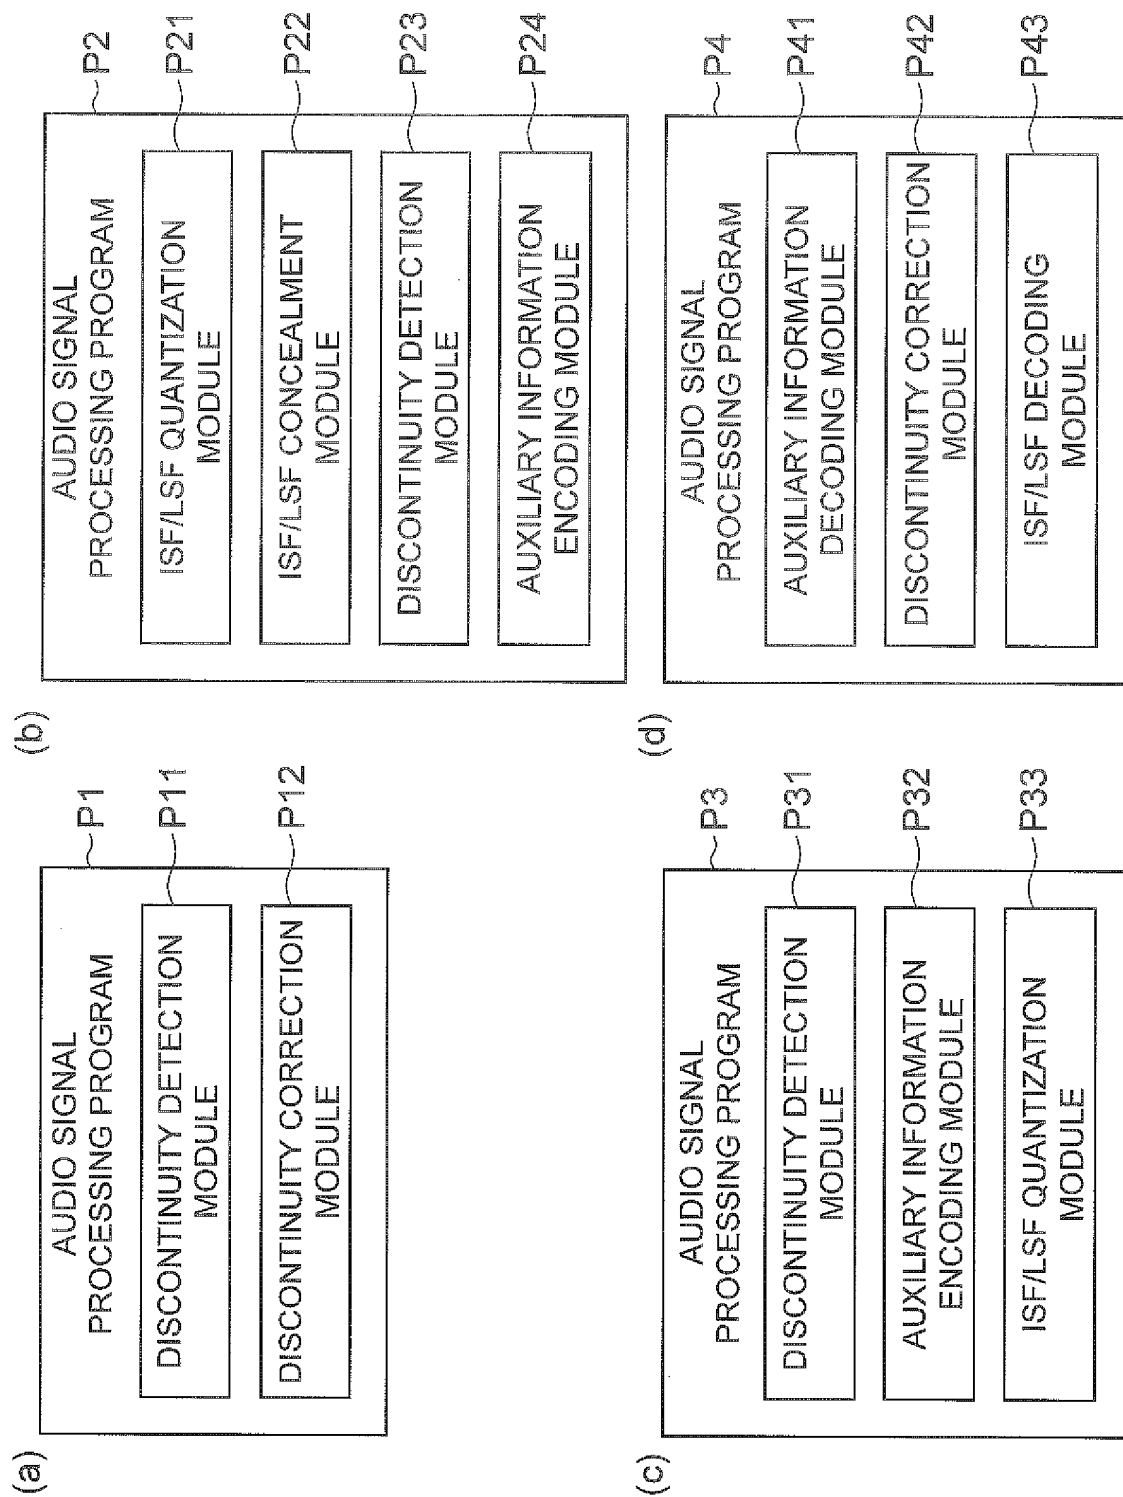 (a)
P1
AUDIO SIGNAL
PROCESSING PROGRAM
P11
DISCONTINUITY DETECTION
MODULE
P12
DISCONTINUITY CORRECTION
MODULE
(b)
P2
AUDIO SIGNAL
PROCESSING PROGRAM
P21
ISF/LSF QUANTIZATION
MODULE
P22
ISF/LSF CONCEALMENT
MODULE
P23
DISCONTINUITY DETECTION
MODULE
P24
AUXILIARY INFORMATION
ENCODING MODULE
(c)
P3
AUDIO SIGNAL
PROCESSING PROGRAM
P31
DISCONTINUITY DETECTION
MODULE
P32
AUXILIARY INFORMATION
ENCODING MODULE
P33
ISF/LSF QUANTIZATION
MODULE
(d)
P4
AUDIO SIGNAL
PROCESSING PROGRAM
P41
AUXILIARY INFORMATION
DECODING MODULE
P42
DISCONTINUITY CORRECTION
MODULE
P43
ISF/LSF DECODING
MODULE